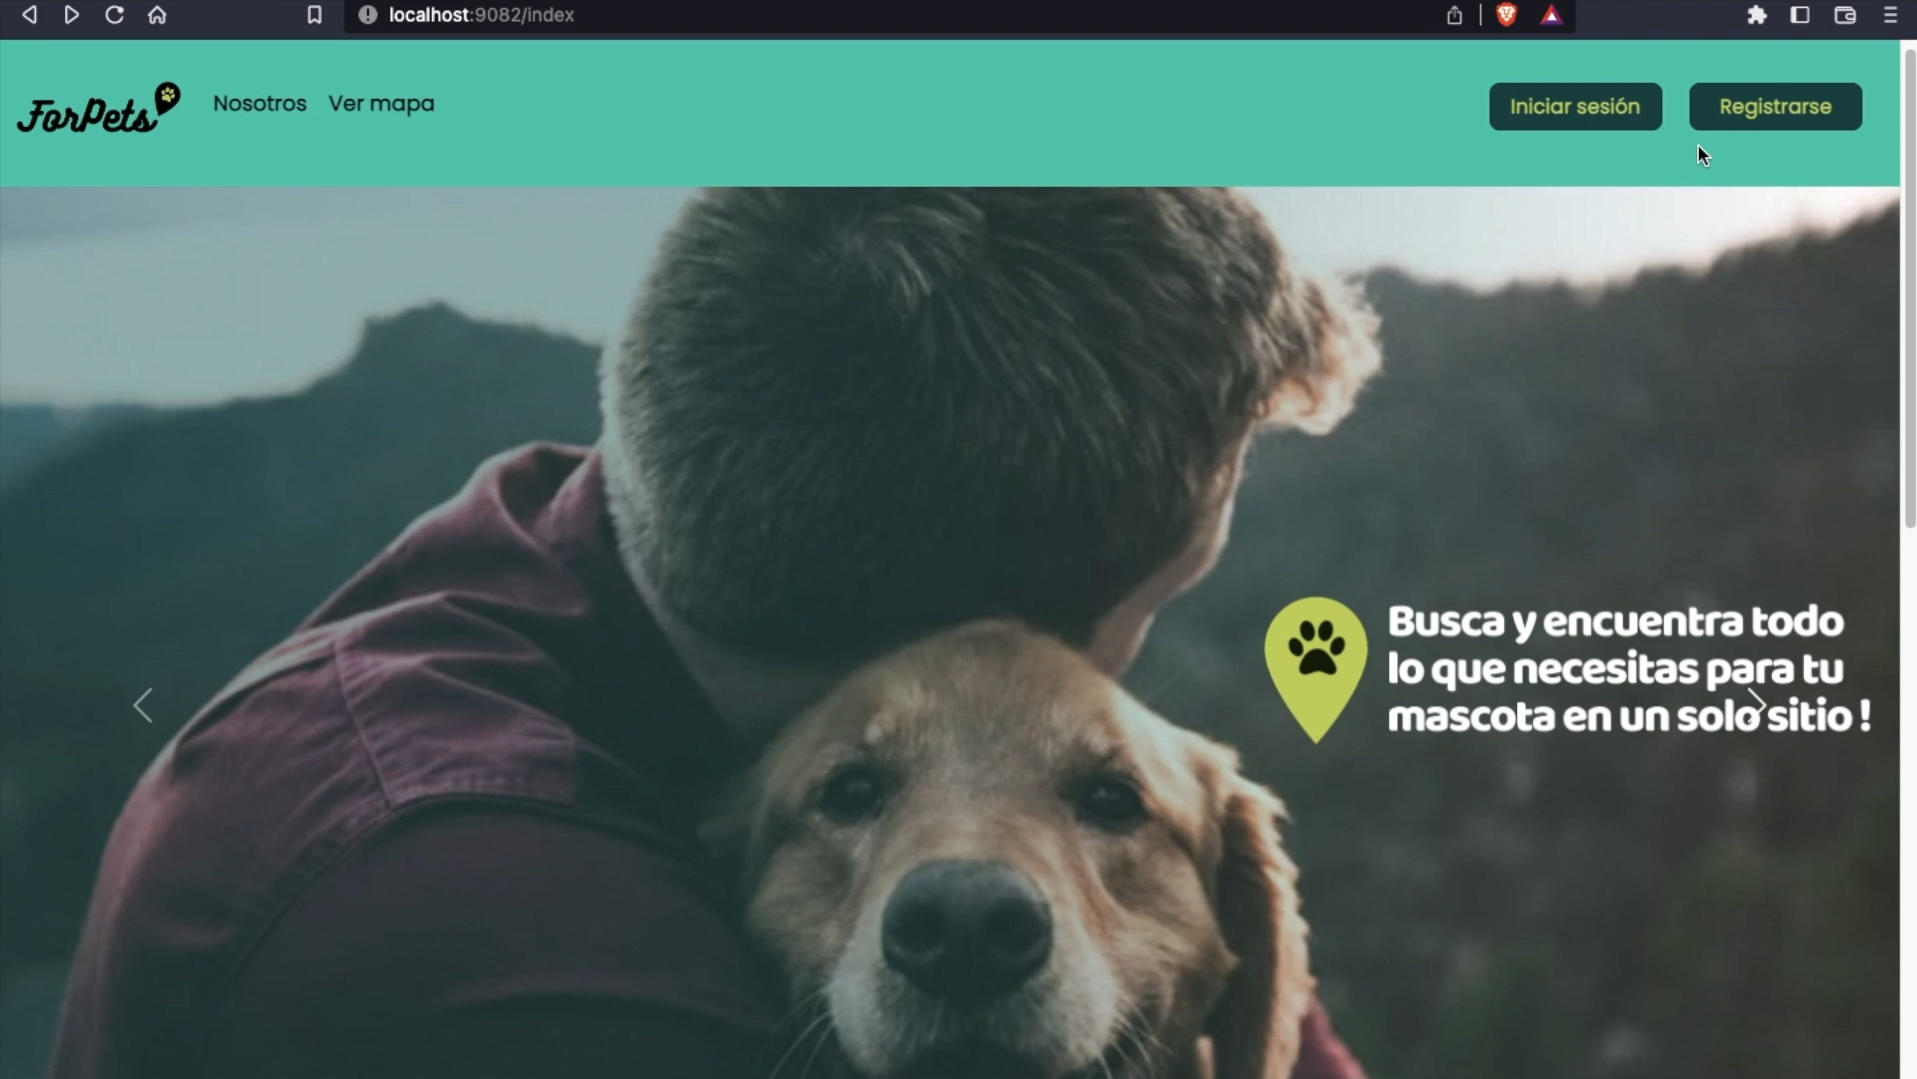 localhost:9082/index
ForPets
Nosotros
Ver mapa
Iniciar sesión
Registrarse
Busca y encuentra todo
lo que necesitas para tu
mascota en un solo sitio !